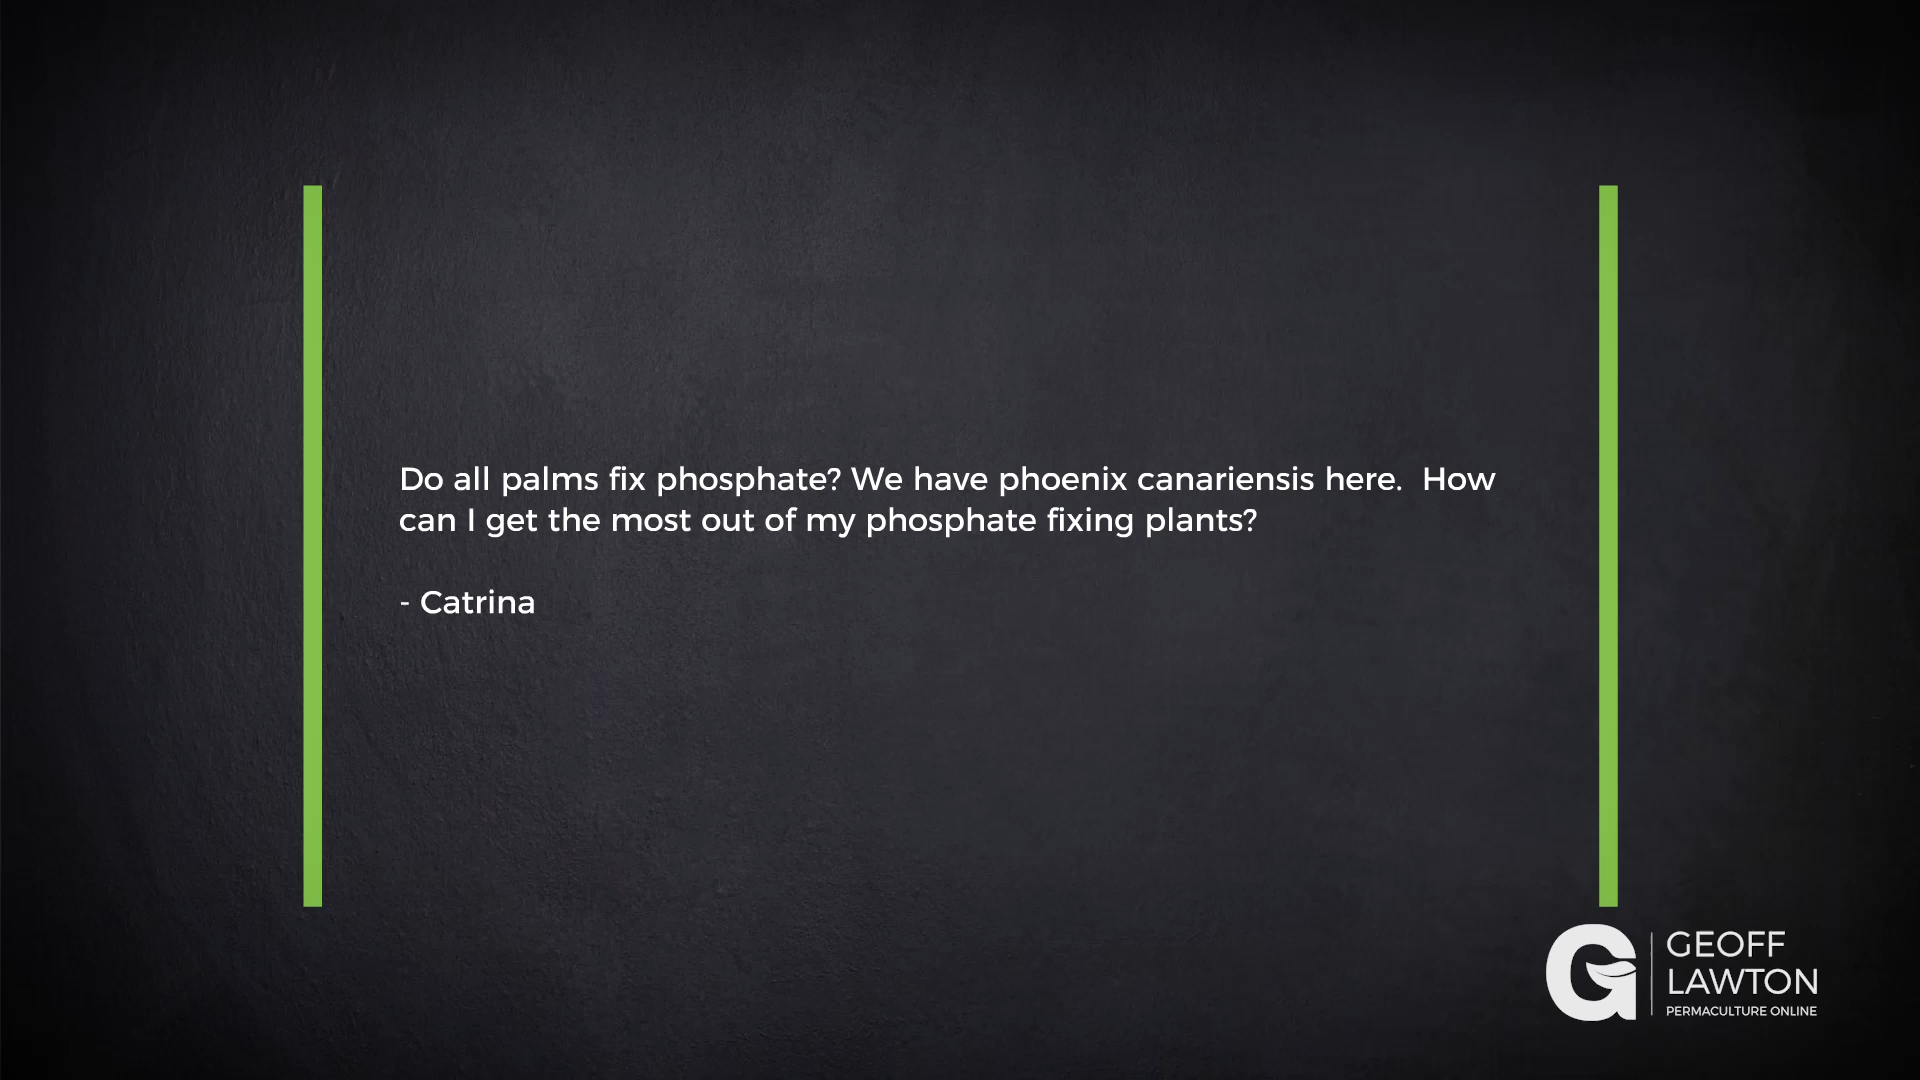 Do all palms fix phosphate? We have phoenix canariensis here.  How
can I get the most out of my phosphate fixing plants?
- Catrina
GEOFF
LAWTON
PERMACULTURE ONLINE